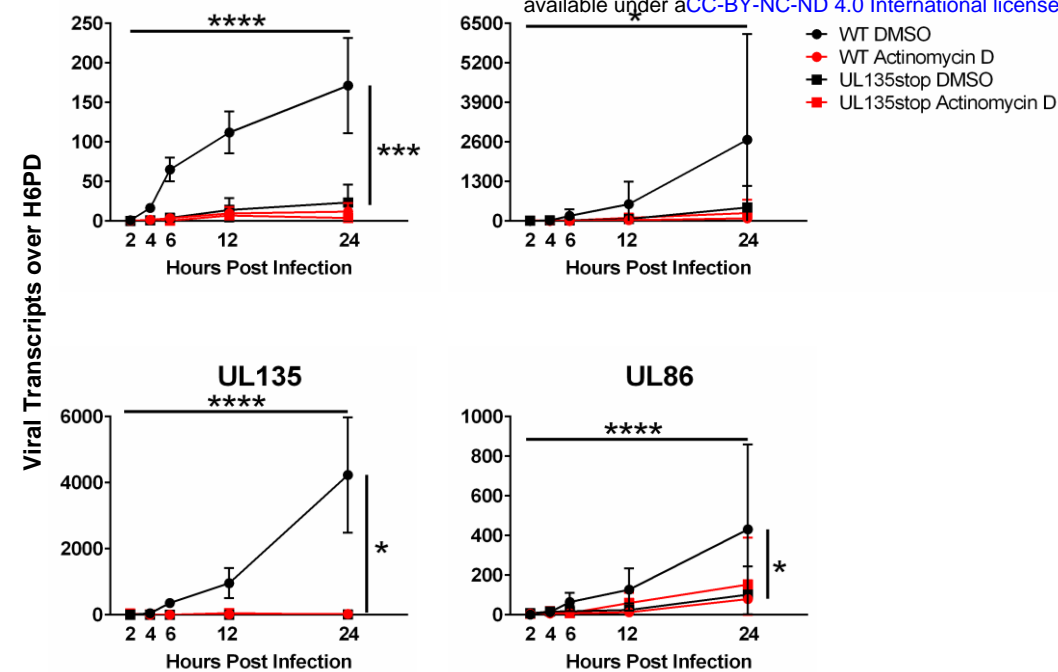 available under aCC-BY-NC-ND 4.0 International license
Viral Transcripts over H6PD
****
250
200
150
100
50
0
***
2 4 6 12 24
Hours Post Infection
*
6500
5200
3900
2600
1300
0
2 4 6 12 24
Hours Post Infection
WT DMSO
WT Actinomycin D
UL135stop DMSO
UL135stop Actinomycin D
UL135
****
6000
4000
2000
0
*
2 4 6 12 24
Hours Post Infection
UL86
****
1000
800
600
400
200
0
*
2 4 6 12 24
Hours Post Infection